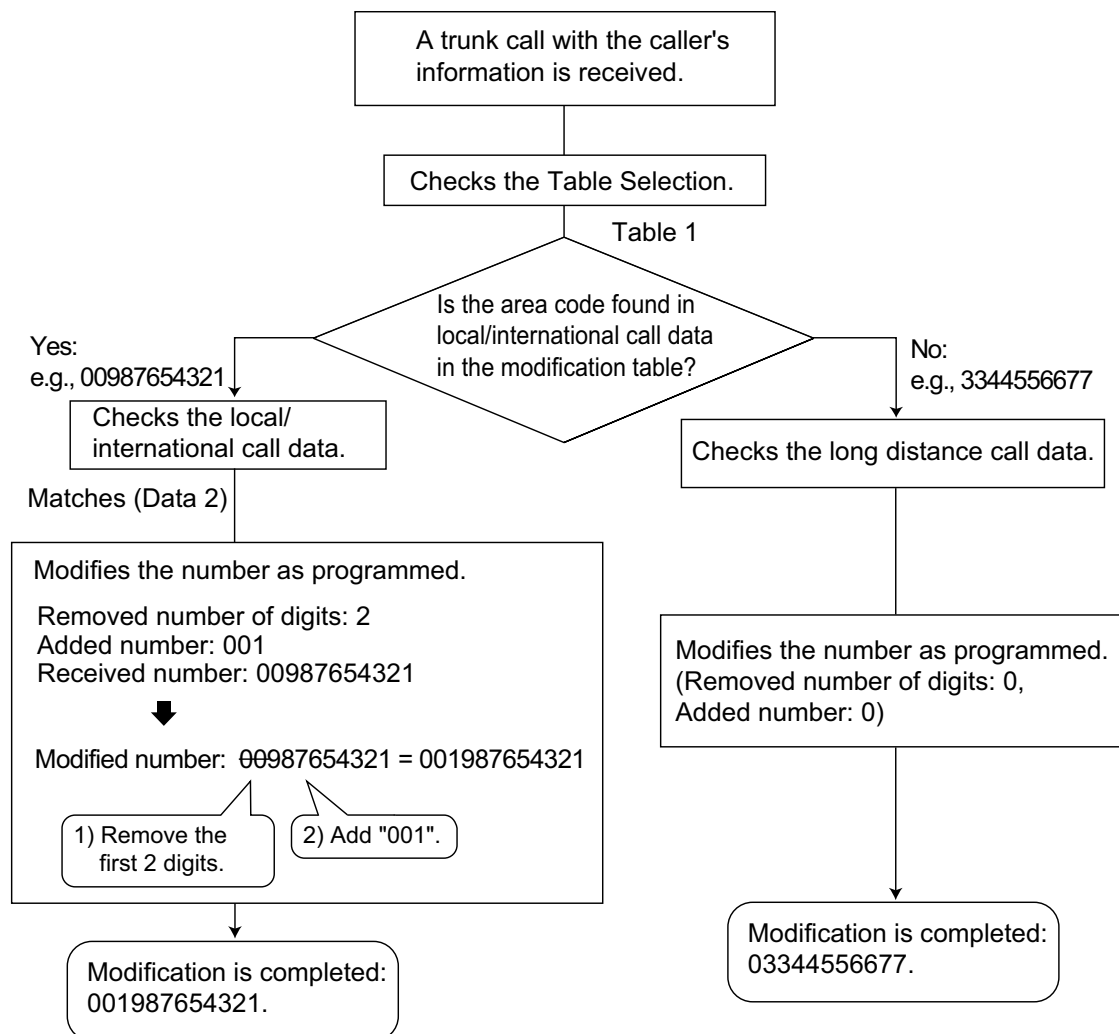 A trunk call with the caller's
information is received.
Checks the Table Selection.
Table 1
Is the area code found in
local/international call data
in the modification table?
Yes:
e.g., 00987654321
No:
e.g., 3344556677
Checks the local/
international call data.
Checks the long distance call data.
Matches (Data 2)
Modifies the number as programmed.
Removed number of digits: 2
Added number: 001
Received number: 00987654321
Modified number: 00987654321 = 001987654321
1) Remove the
first 2 digits.
2) Add "001".
Modifies the number as programmed.
(Removed number of digits: 0,
Added number: 0)
Modification is completed:
001987654321.
Modification is completed:
03344556677.